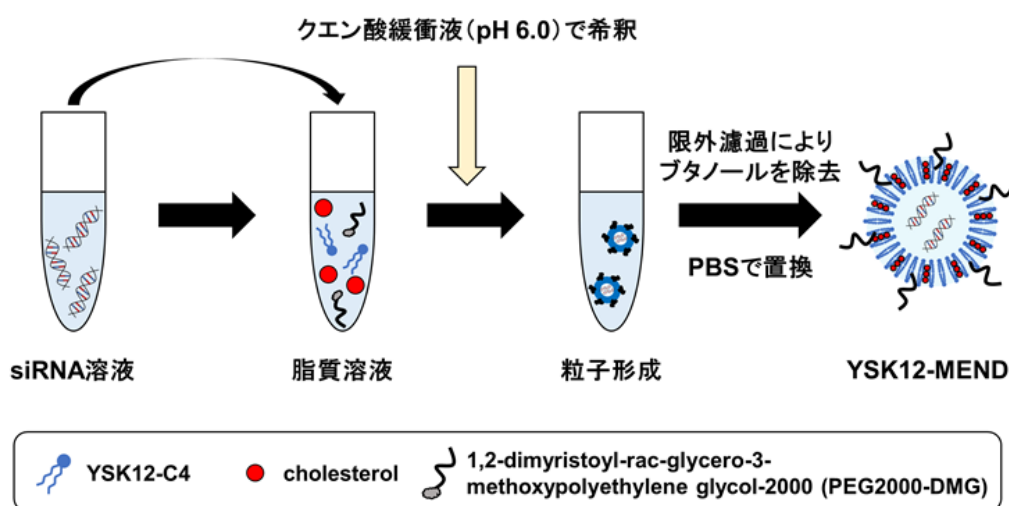 クエン酸緩衝液（pH 6.0）で希釈
限外濾過により
ブタノールを除去
PBSで置換
siRNA溶液
脂質溶液
粒子形成
YSK12-MEND
YSK12-C4
cholesterol
1,2-dimyristoyl-rac-glycero-3-
methoxypolyethylene glycol-2000 (PEG2000-DMG)